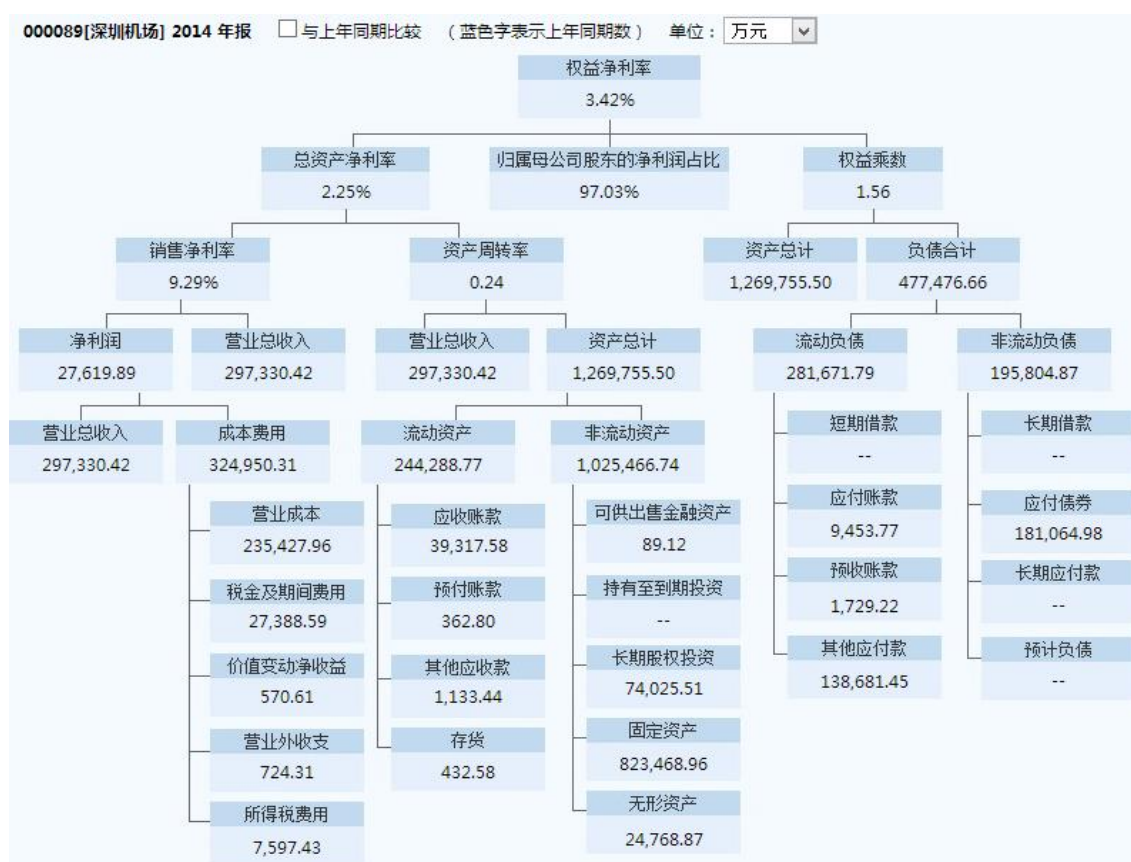 000089[深圳机场] 2014 年报 与上年同期比较 （蓝色字表示上年同期数） 单位： 万元
权益净利率
3.42%
总资产净利率 归属母公司股东的净利润占比 权益乘数
2.25% 97.03% 1.56
销售净利率 资产周转率 资产总计 负债合计
9.29% 0.24 1,269,755.50 477,476.66
净利润 营业总收入 营业总收入 资产总计 流动负债 非流动负债
27,619.89 297,330.42 297,330.42 1,269,755.50 281,671.79 195,804.87
营业总收入 成本费用 流动资产 非流动资产 短期借款 长期借款
297,330.42 324,950.31 244,288.77 1,025,466.74 -- --
营业成本 应收账款 可供出售金融资产 应付账款 应付债券
235,427.96 39,317.58 89.12 9,453.77 181,064.98
税金及期间费用 预付账款 持有至到期投资 预收账款 长期应付款
27,388.59 362.80 -- 1,729.22 --
价值变动净收益 其他应收款 长期股权投资 其他应付款 预计负债
570.61 1,133.44 74,025.51 138,681.45 --
营业外收支 存货 固定资产
724.31 432.58 823,468.96
所得税费用 无形资产
7,597.43 24,768.87